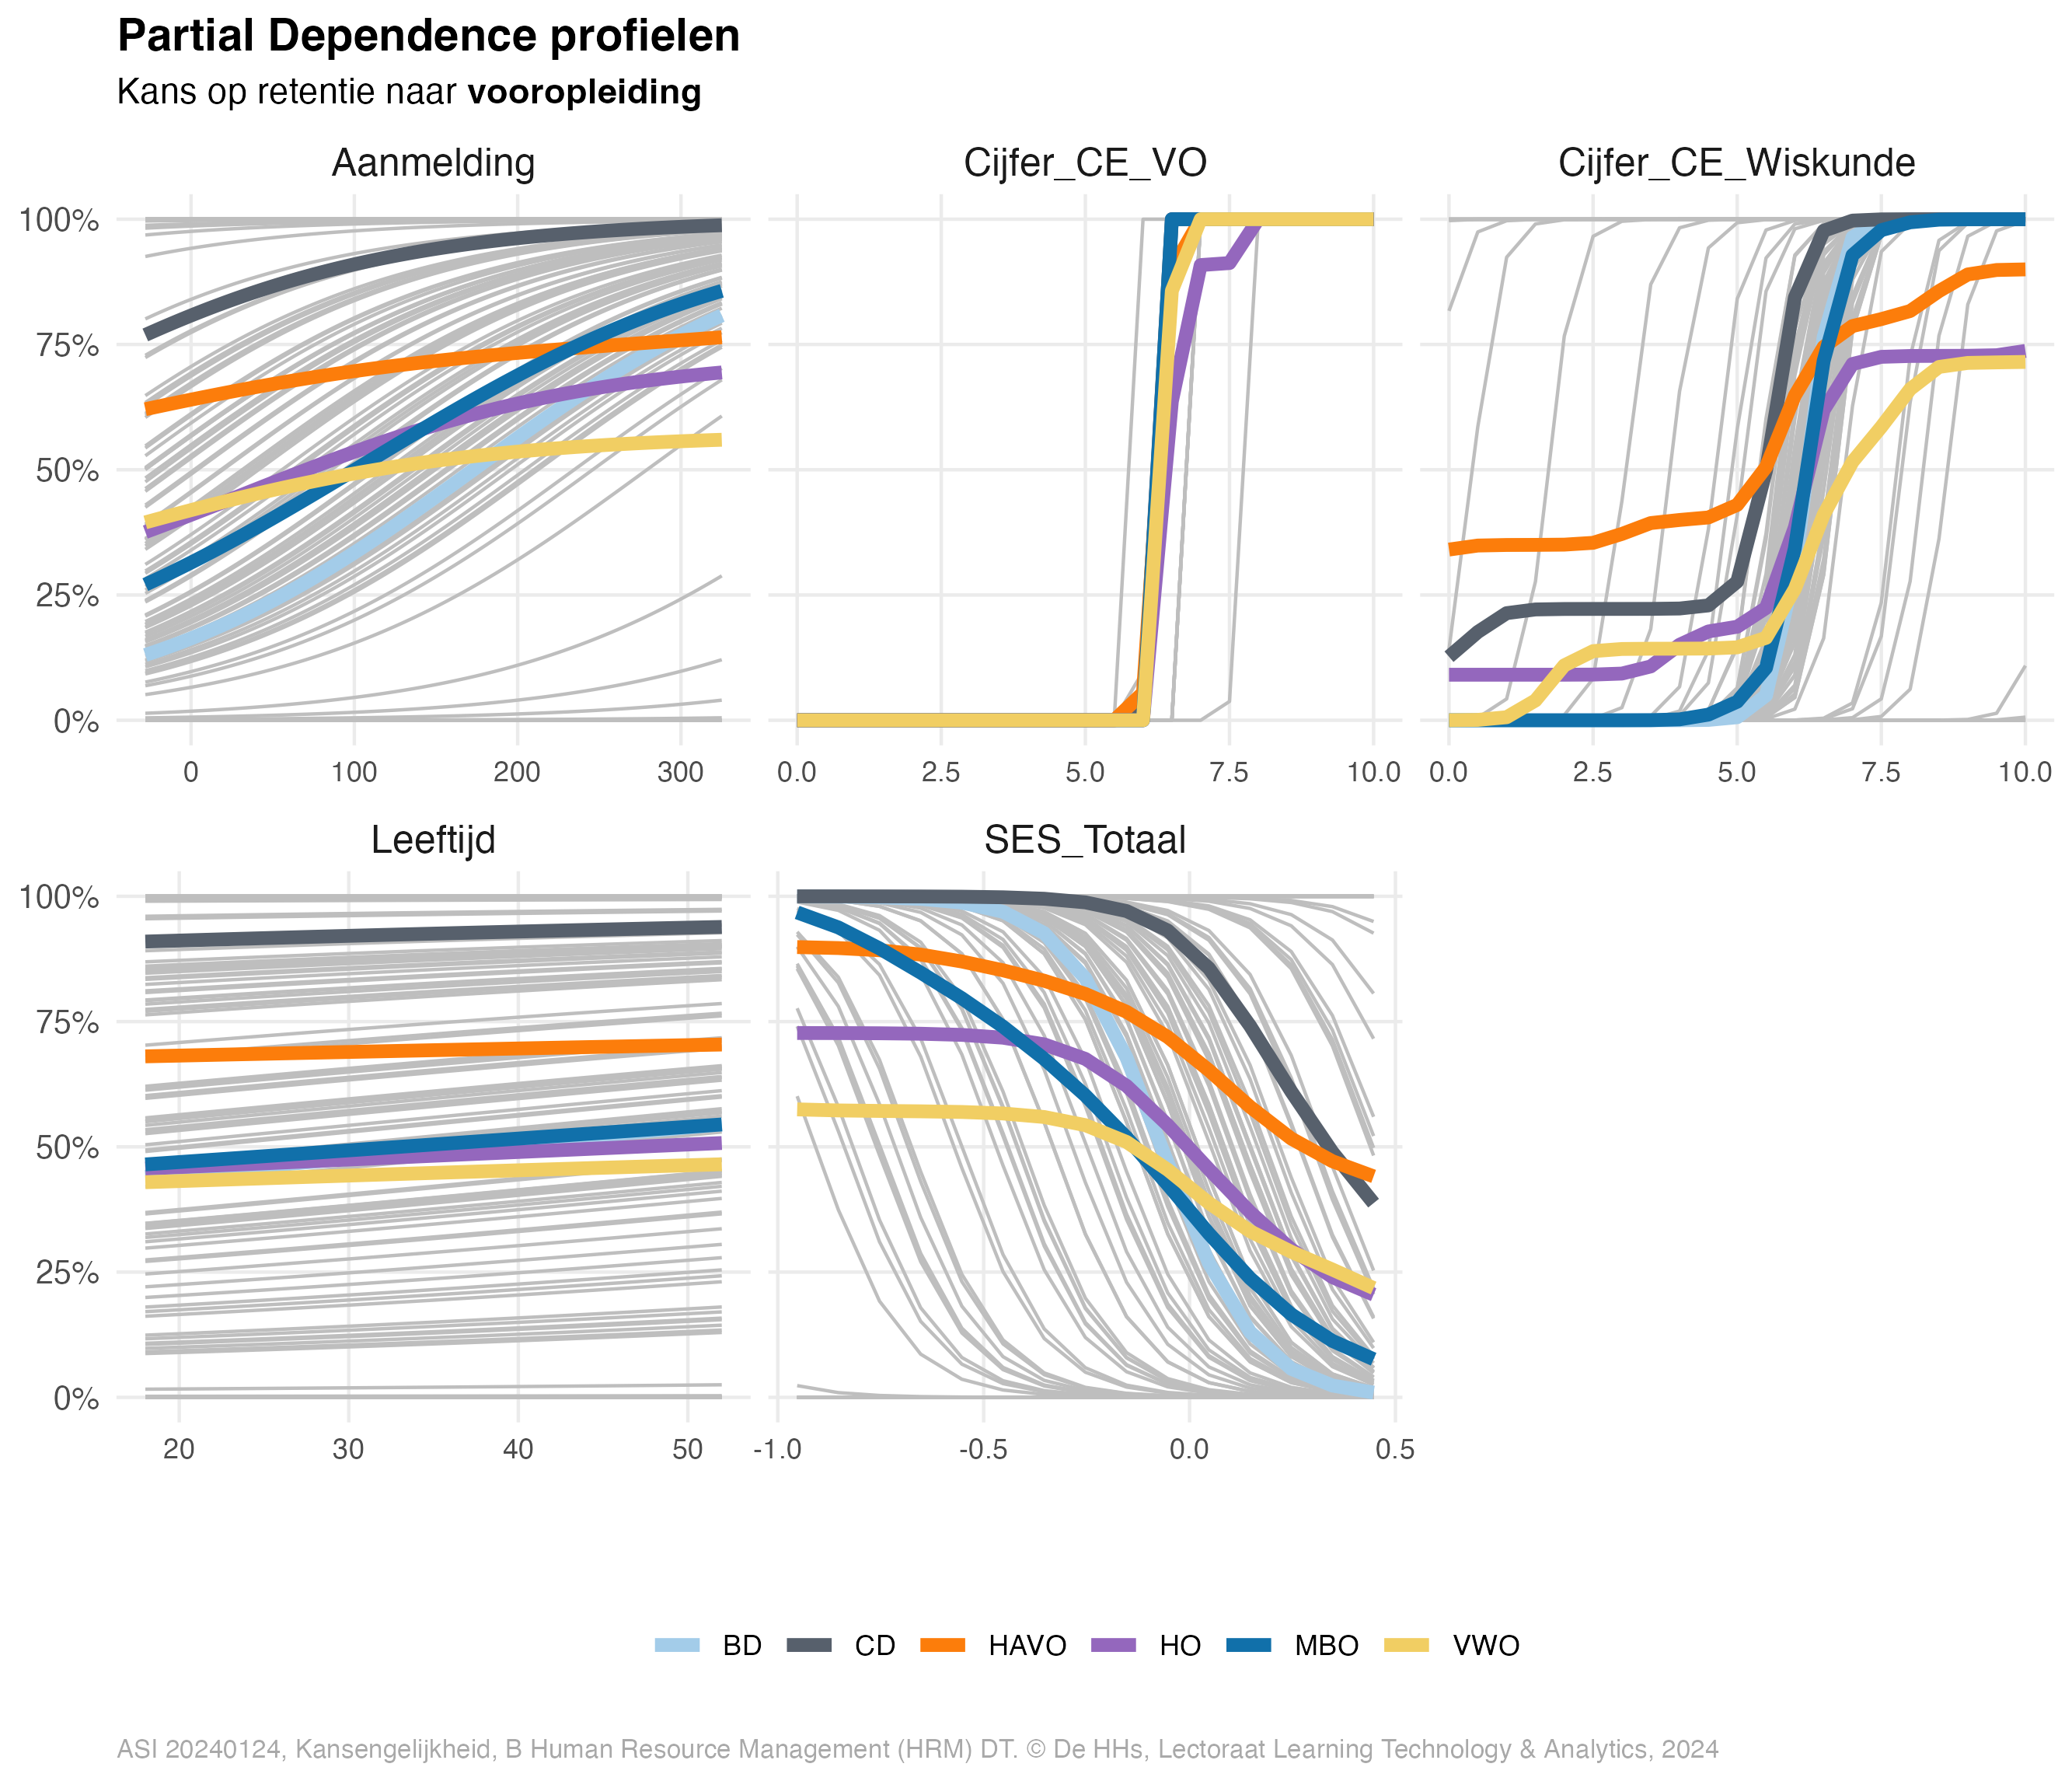 Partial Dependence profielen
Kans op retentie naar vooropleiding
Aanmelding
Cijfer_CE_VO
Cijfer_CE_Wiskunde
100%
75%
50%
25%
0%
0 100 200 300
0.0 2.5 5.0 7.5 10.0
0.0 2.5 5.0 7.5 10.0
Leeftijd
SES_Totaal
100%
75%
50%
25%
0%
20 30 40 50
-1.0 -0.5 0.0 0.5
BD CD HAVO HO MBO VWO
ASI 20240124, Kansengelijkheid, B Human Resource Management (HRM) DT. © De HHs, Lectoraat Learning Technology & Analytics, 2024